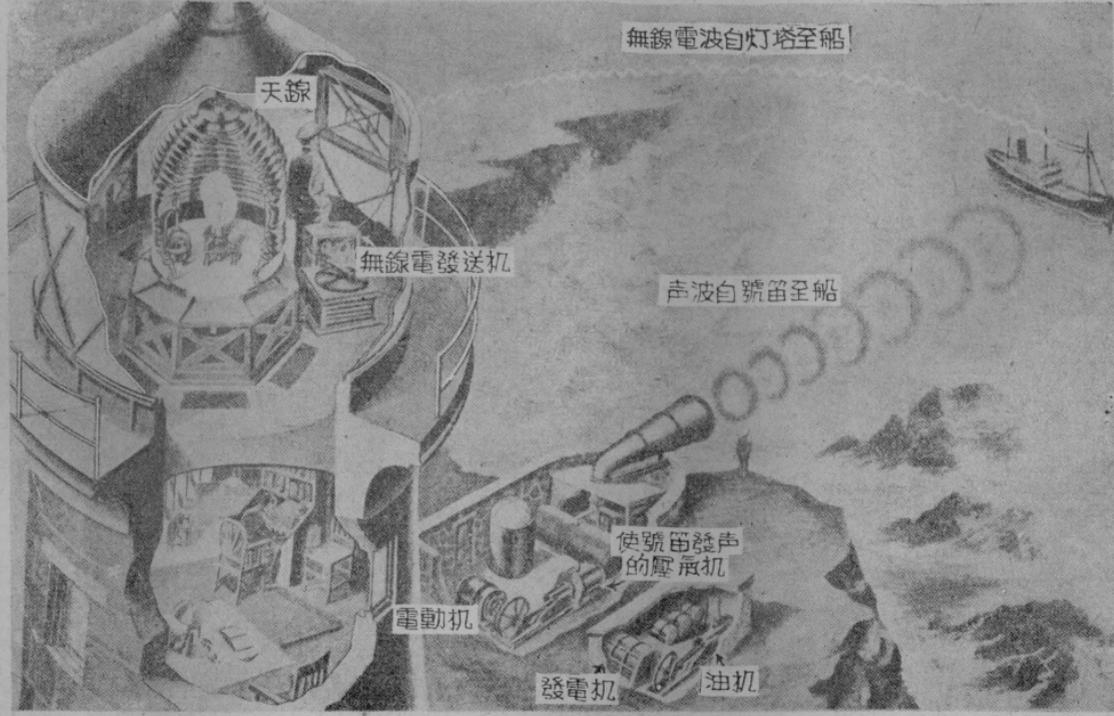 無線電波自灯塔至船
天線
無線電發送机
声波自號笛至船
使號笛發声
的壓氣机
電動机
發電机
油机